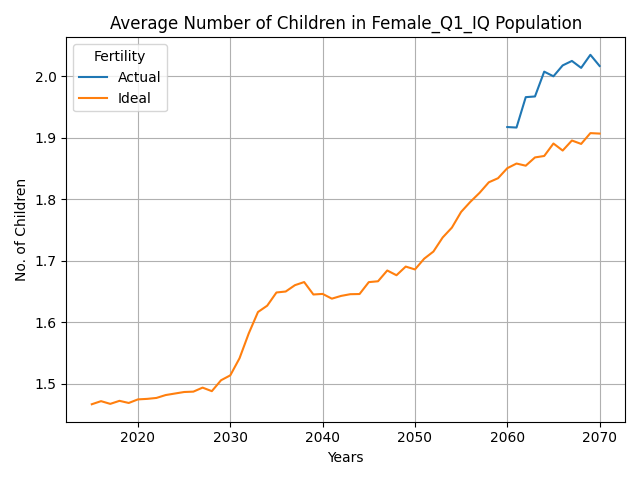 Average Number of Children in Female_Q1_IQ Population
Fertility
Actual
Ideal
No. of Children
2.0
1.9
1.8
1.7
1.6
1.5
2020 2030 2040 2050 2060 2070
Years